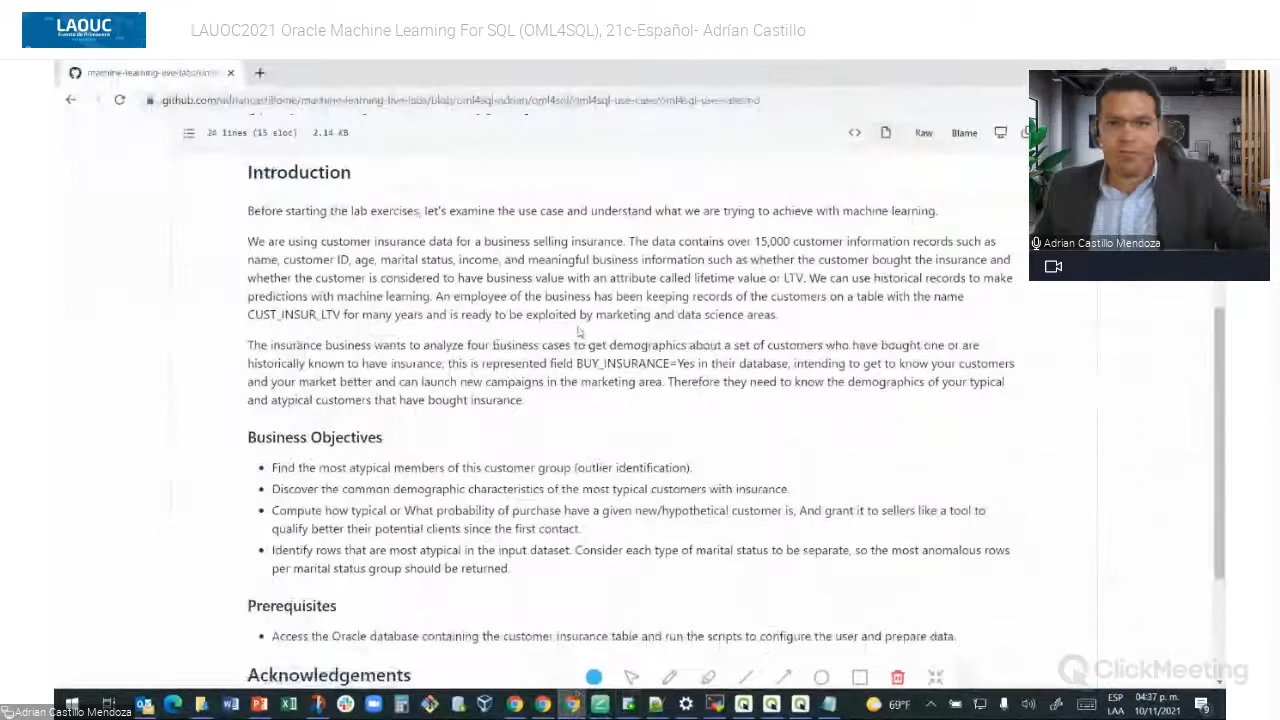 LAOUC
Evento de Primavera
LAUOC2021 Oracle Machine Learning For SQL (OML4SQL), 21c-Español- Adrían Castillo
24 lines (15 sloc) 2.14 KB
Raw
Blame
Introduction
Before starting the lab exercises, let's examine the use case and understand what we are trying to achieve with machine learning.
We are using customer insurance data for a business selling insurance. The data contains over 15,000 customer information records such as
name, customer ID, age, marital status, income, and meaningful business information such as whether the customer bought the insurance and
whether the customer is considered to have business value with an attribute called lifetime value or LTV. We can use historical records to make
predictions with machine learning. An employee of the business has been keeping records of the customers on a table with the name
CUST_INSUR_LTV for many years and is ready to be exploited by marketing and data science areas.
The insurance business wants to analyze four business cases to get demographics about a set of customers who have bought one or are
historically known to have insurance; this is represented field BUY_INSURANCE=Yes in their database, intending to get to know your customers
and your market better and can launch new campaigns in the marketing area. Therefore they need to know the demographics of your typical
and atypical customers that have bought insurance.
Business Objectives
• Find the most atypical members of this customer group (outlier identification).
• Discover the common demographic characteristics of the most typical customers with insurance.
• Compute how typical or What probability of purchase have a given new/hypothetical customer is, And grant it to sellers like a tool to
qualify better their potential clients since the first contact.
• Identify rows that are most atypical in the input dataset. Consider each type of marital status to be separate, so the most anomalous rows
per marital status group should be returned.
Prerequisites
• Access the Oracle database containing the customer insurance table and run the scripts to configure the user and prepare data.
Acknowledgements
Adrian Castillo Mendoza
ClickMeeting
69°F
ESP
LAA
04:37 p. m.
10/11/2021
Adrian Castillo Mendoza